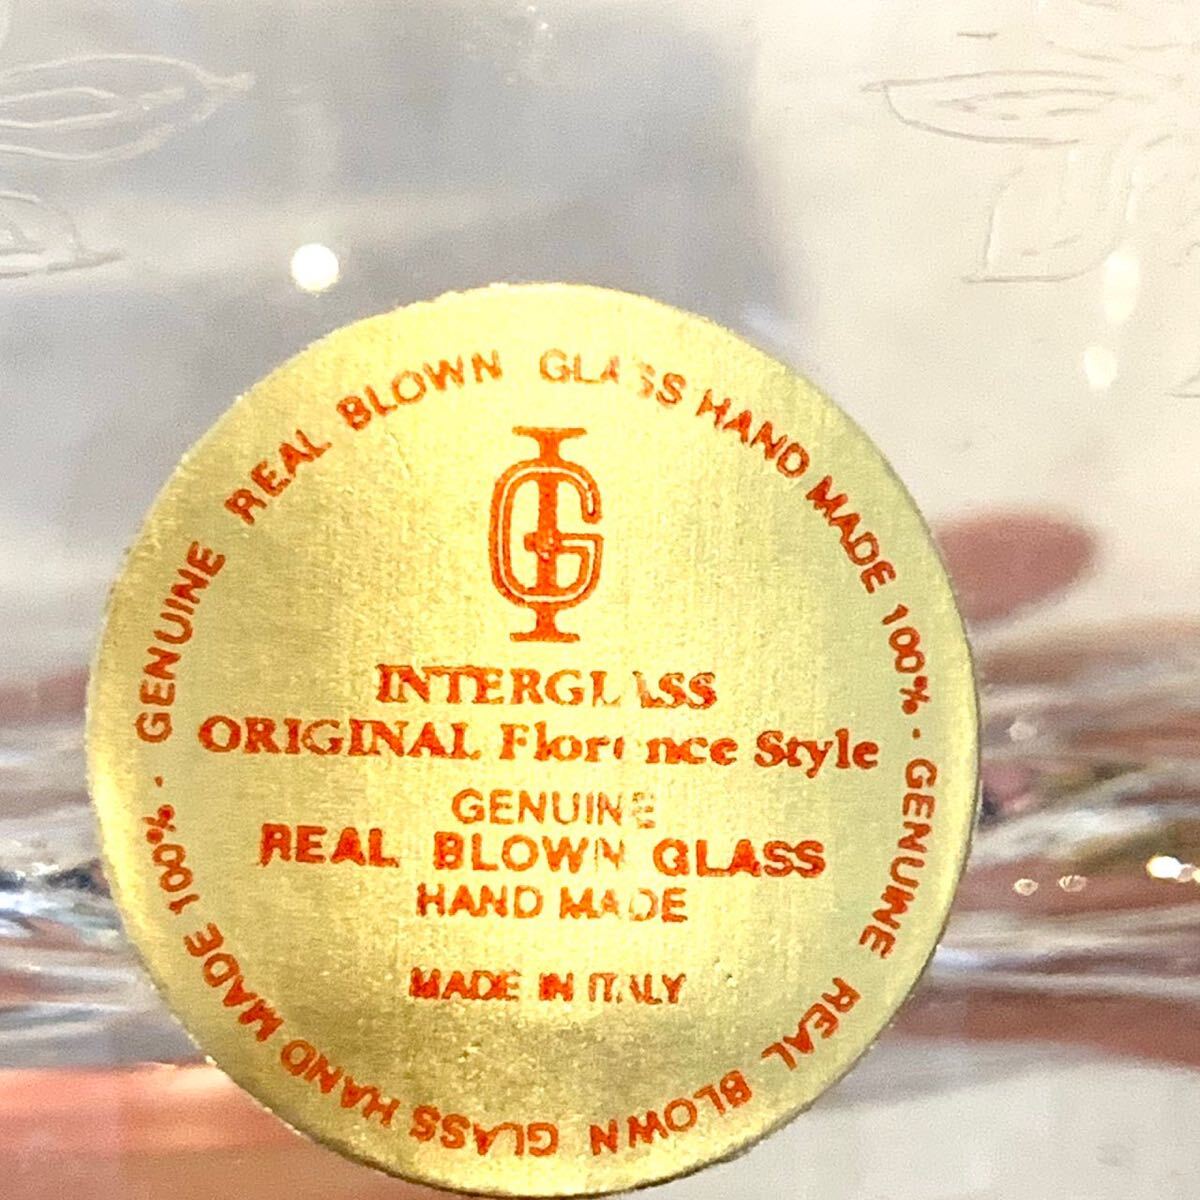 GENUINE REAL BLOWN GLASS HAND MADE 100% · GENUINE REAL BLOWN GLASS HAND MADE 100% ·
IG
INTERGLASS
ORIGINAL Florence Style
GENUINE
REAL BLOWN GLASS
HAND MADE
MADE IN ITALY